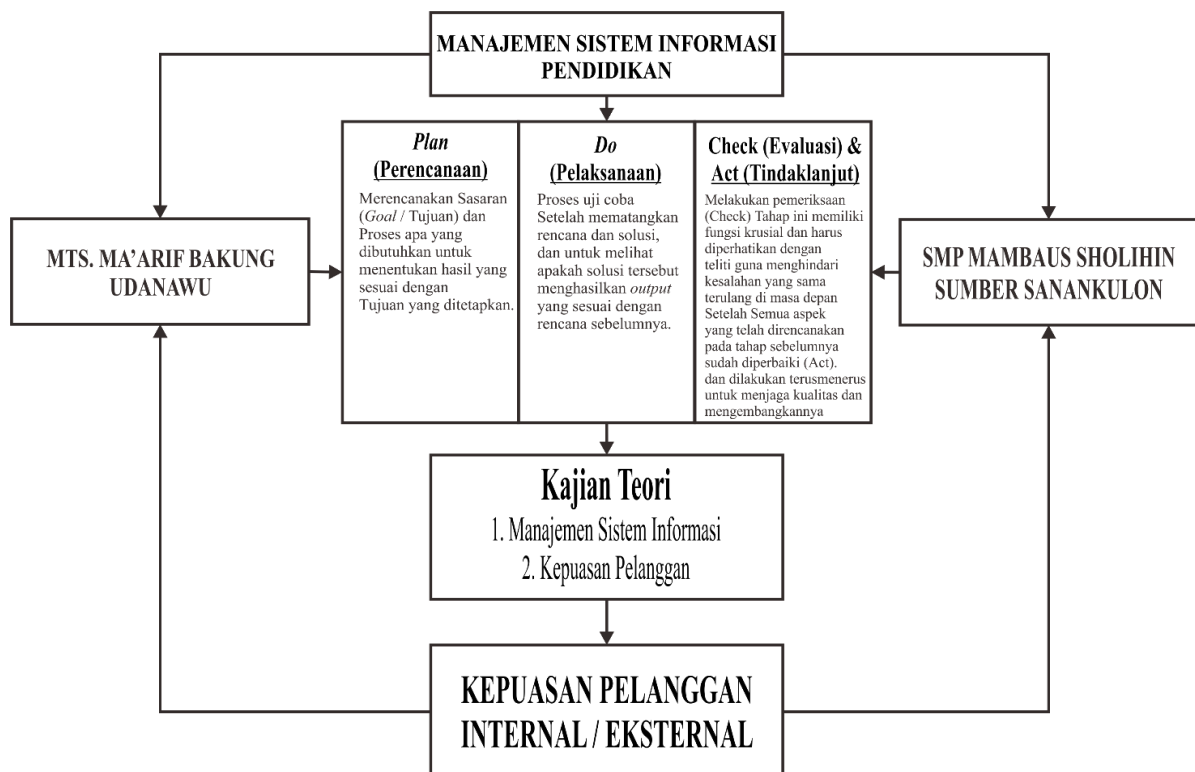 MANAJEMEN SISTEM INFORMASI
PENDIDIKAN
Plan
(Perencanaan)
Merencanakan Sasaran
(Goal / Tujuan) dan
Proses apa yang
dibutuhkan untuk
menentukan hasil yang
sesuai dengan
Tujuan yang ditetapkan.
Do
(Pelaksanaan)
Proses uji coba
Setelah mematangkan
rencana dan solusi,
dan untuk melihat
apakah solusi tersebut
menghasilkan output
yang sesuai dengan
rencana sebelumnya.
Check (Evaluasi) &
Act (Tindaklanjut)
Melakukan pemeriksaan
(Check) Tahap ini memiliki
fungsi krusial dan harus
diperhatikan dengan
teliti guna menghindari
kesalahan yang sama
terulang di masa depan
Setelah Semua aspek
yang telah direncanakan
pada tahap sebelumnya
sudah diperbaiki (Act).
dan dilakukan terusmenerus
untuk menjaga kualitas dan
mengembangkannya
MTS. MA'ARIF BAKUNG
UDANAWU
SMP MAMBAUS SHOLIHIN
SUMBER SANANKULON
Kajian Teori
1. Manajemen Sistem Informasi
2. Kepuasan Pelanggan
KEPUASAN PELANGGAN
INTERNAL / EKSTERNAL